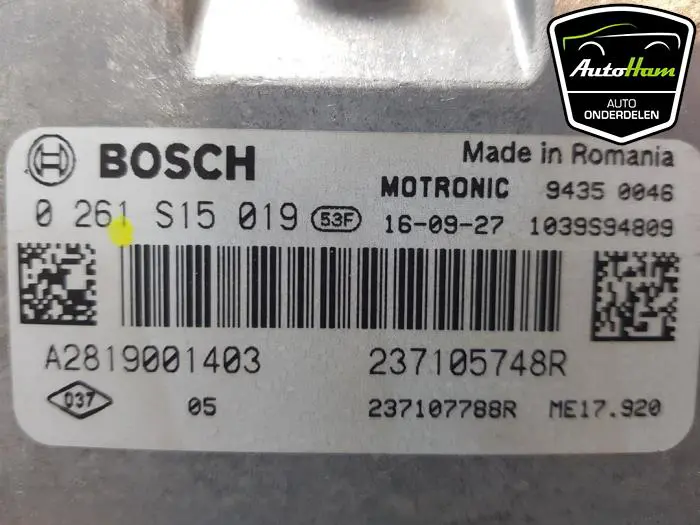 AutoHam
AUTO
ONDERDELEN
BOSCH
Made in Romania
MOTRONIC 9435 0046
0 261 S15 019 53F 16-09-27 1039S94809
A2819001403 237105748R
037 05 237107788R ME17.920